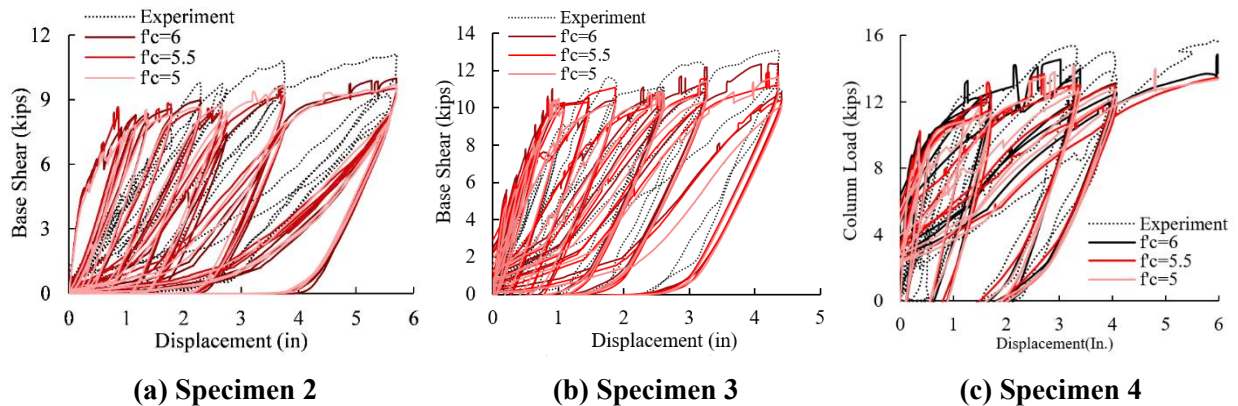 Experiment
f'c=6
f'c=5.5
f'c=5
12
9
6
3
0
Base Shear (kips)
0 1 2 3 4 5 6
Displacement (in)
(a) Specimen 2
Experiment
f'c=6
f'c=5.5
f'c=5
14
12
10
8
6
4
2
0
Base Shear (kips)
0 1 2 3 4 5
Displacement (in)
(b) Specimen 3
16
12
8
4
0
Column Load (kips)
Experiment
f'c=6
f'c=5.5
f'c=5
0 1 2 3 4 5 6
Displacement(In.)
(c) Specimen 4